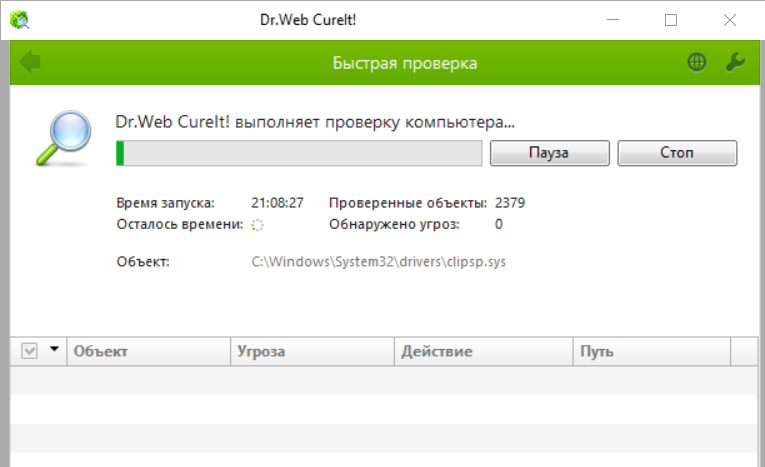 Dr.Web CureIt!
Быстрая проверка
Dr.Web CureIt! выполняет проверку компьютера...
Пауза Стоп
Время запуска: 21:08:27 Проверенные объекты: 2379
Осталось времени: Обнаружено угроз: 0
Объект: C:\Windows\System32\drivers\clipsp.sys
Объект Угроза Действие Путь